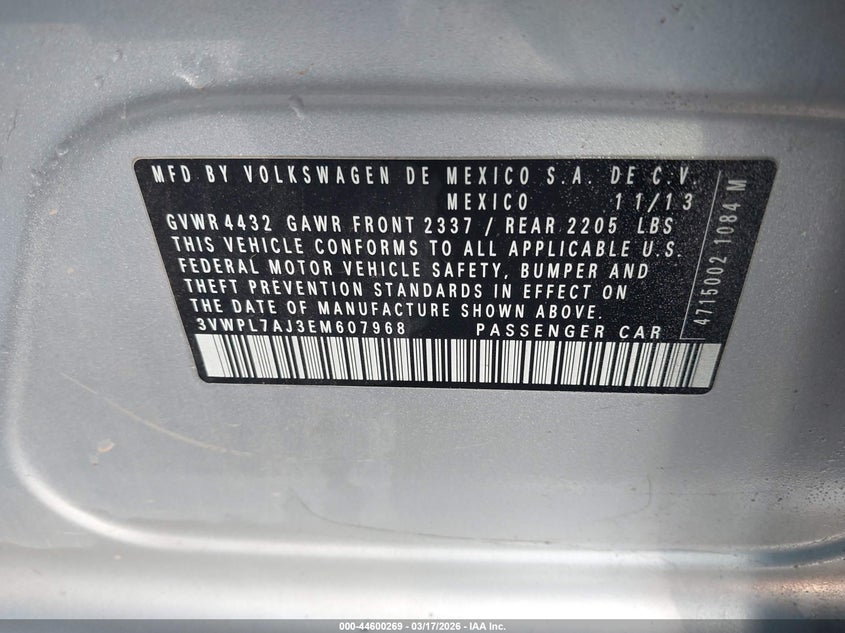 MFD BY VOLKSWAGEN DE MEXICO S.A. DE C.V.
MEXICO 11/13
GVWR 4432 GAWR FRONT 2337 / REAR 2205 LBS
THIS VEHICLE CONFORMS TO ALL APPLICABLE U.S.
FEDERAL MOTOR VEHICLE SAFETY, BUMPER AND
THEFT PREVENTION STANDARDS IN EFFECT ON
THE DATE OF MANUFACTURE SHOWN ABOVE.
3VWPL7AJ3EM607968 PASSENGER CAR
4715002 1084 M
000-44600269 - 03/17/2026 - IAA Inc.